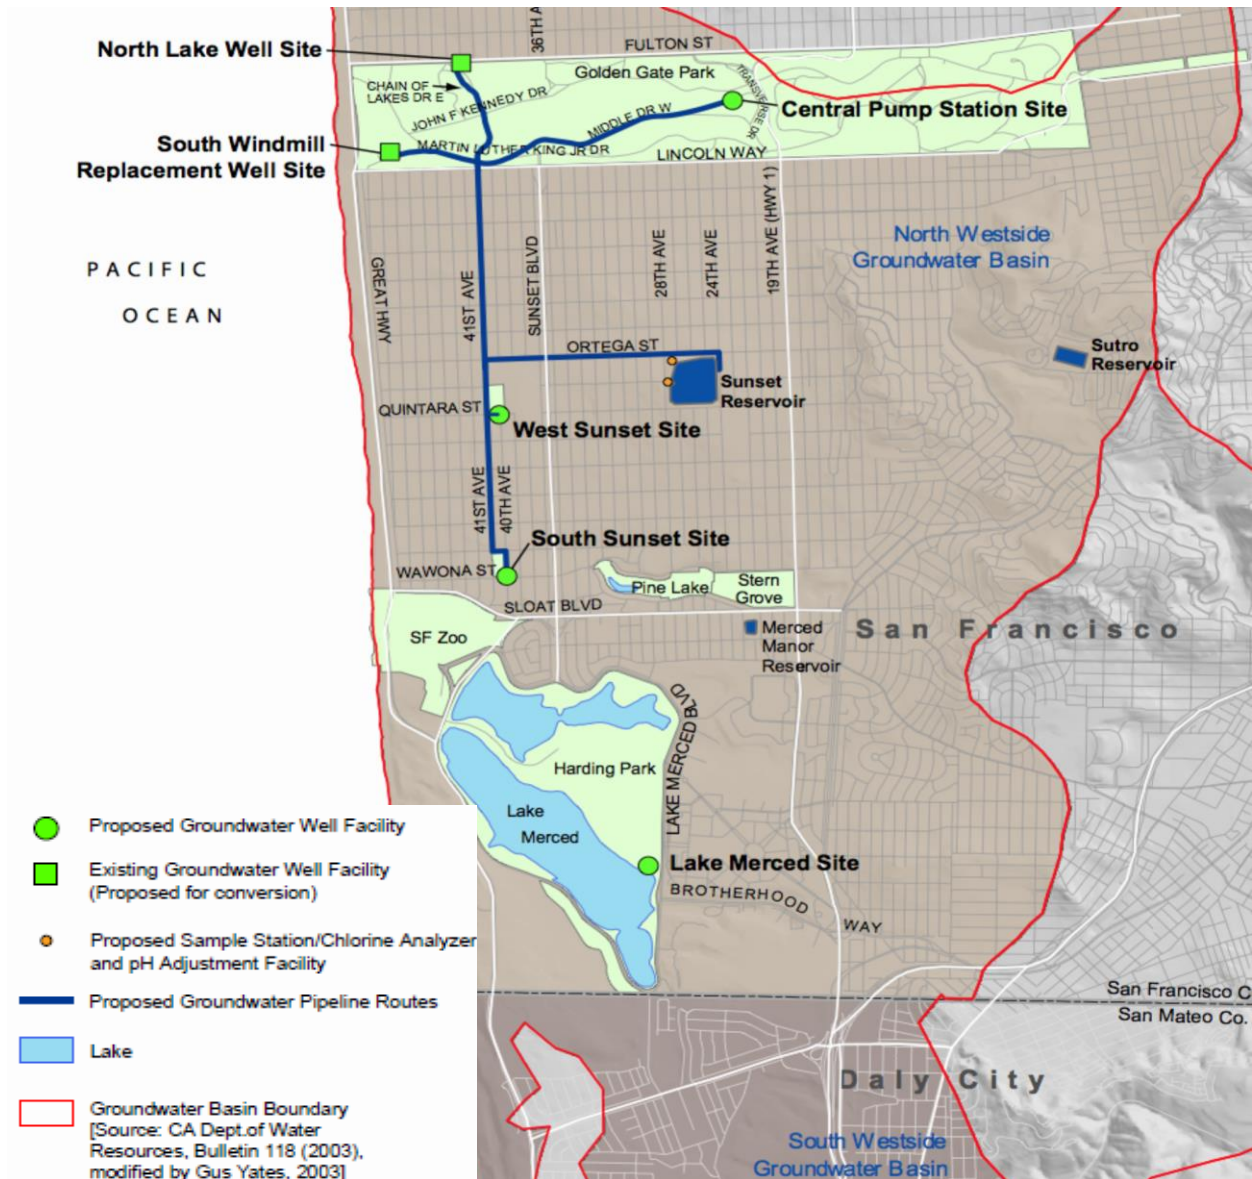 36TH A
FULTON ST
North Lake Well Site
Golden Gate Park
TRANSVERSE DR
CHAIN OF
LAKES DR E
JOHN F KENNEDY DR
MIDDLE DR W
Central Pump Station Site
South Windmill
Replacement Well Site
MARTIN LUTHER KING JR DR
LINCOLN WAY
PACIFIC
OCEAN
GREAT HWY
41ST AVE
SUNSET BLVD
28TH AVE
24TH AVE
19TH AVE (HWY 1)
North Westside
Groundwater Basin
ORTEGA ST
Sutro
Reservoir
Sunset
Reservoir
QUINTARA ST
West Sunset Site
41ST AVE
40TH AVE
South Sunset Site
WAWONA ST
Pine Lake
Stern
Grove
SLOAT BLVD
SF Zoo
Merced
Manor
Reservoir
San Francisco
LAKE MERCED BLVD
Harding Park
Lake
Merced
Lake Merced Site
BROTHERHOOD
WAY
San Francisco C
San Mateo Co.
Daly City
South Westside
Groundwater Basin
Proposed Groundwater Well Facility
Existing Groundwater Well Facility
(Proposed for conversion)
Proposed Sample Station/Chlorine Analyzer
and pH Adjustment Facility
Proposed Groundwater Pipeline Routes
Lake
Groundwater Basin Boundary
[Source: CA Dept.of Water
Resources, Bulletin 118 (2003),
modified by Gus Yates, 2003]